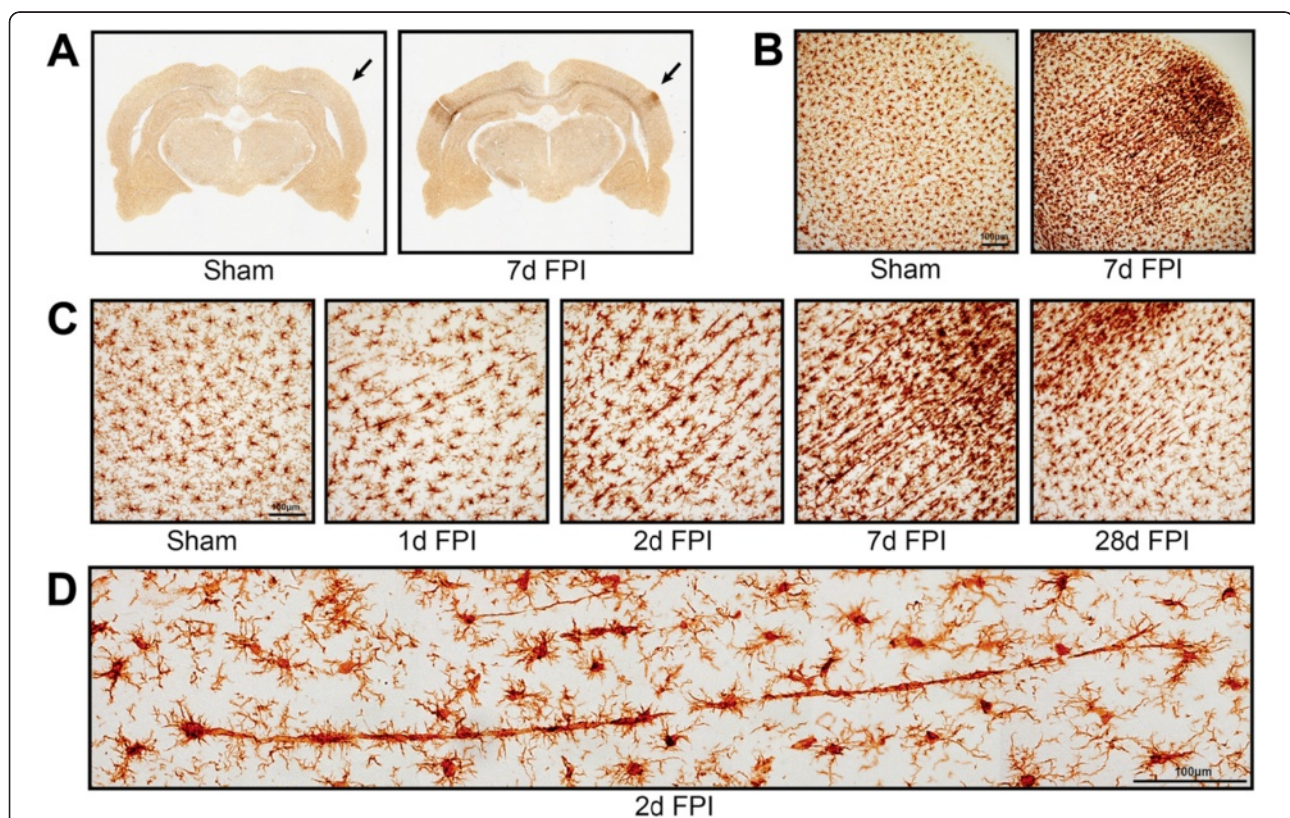 A
B
Sham
7d FPI
100µm
Sham
7d FPI
C
100µm
Sham
1d FPI
2d FPI
7d FPI
28d FPI
D
100µm
2d FPI